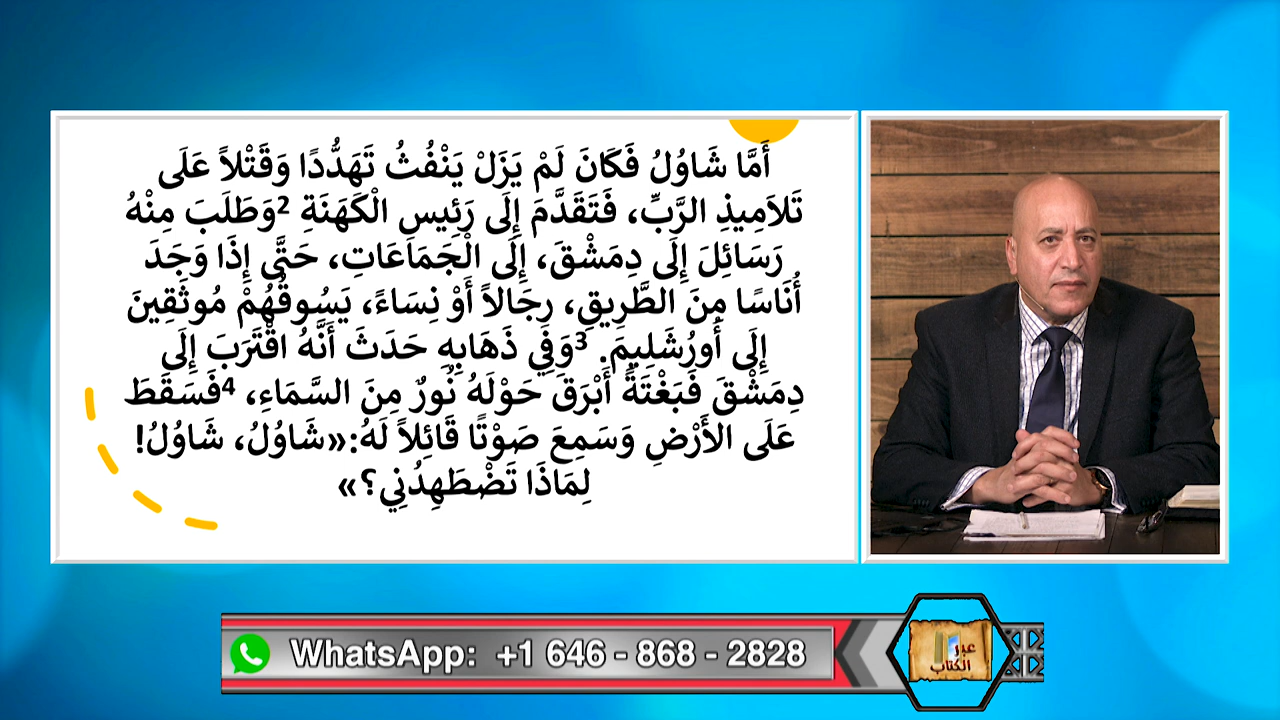 أَمَّا شَاوُلُ فَكَانَ لَمْ يَزَلْ يَنْفُثُ تَهَدُّدًا وَقَتْلاً عَلَى
تَلاَمِيذِ الرَّبِّ، فَتَقَدَّمَ إِلَى رَئِيسِ الْكَهَنَةِ 2وَطَلَبَ مِنْهُ
رَسَائِلَ إِلَى دِمَشْقَ، إِلَى الْجَمَاعَاتِ، حَتَّى إِذَا وَجَدَ
أُنَاسًا مِنَ الطَّرِيقِ، رِجَالاً أَوْ نِسَاءً، يَسُوقُهُمْ مُوثَقِينَ
إِلَى أُورُشَلِيمَ. 3وَفِي ذَهَابِهِ حَدَثَ أَنَّهُ اقْتَرَبَ إِلَى
دِمَشْقَ فَبَغْتَةً أَبْرَقَ حَوْلَهُ نُورٌ مِنَ السَّمَاءِ، 4فَسَقَطَ
عَلَى الأَرْضِ وَسَمِعَ صَوْتًا قَائِلاً لَهُ:«شَاوُلُ، شَاوُلُ!
لِمَاذَا تَضْطَهِدُنِي؟»
WhatsApp: +1 646 - 868 - 2828
عبر
الكتاب